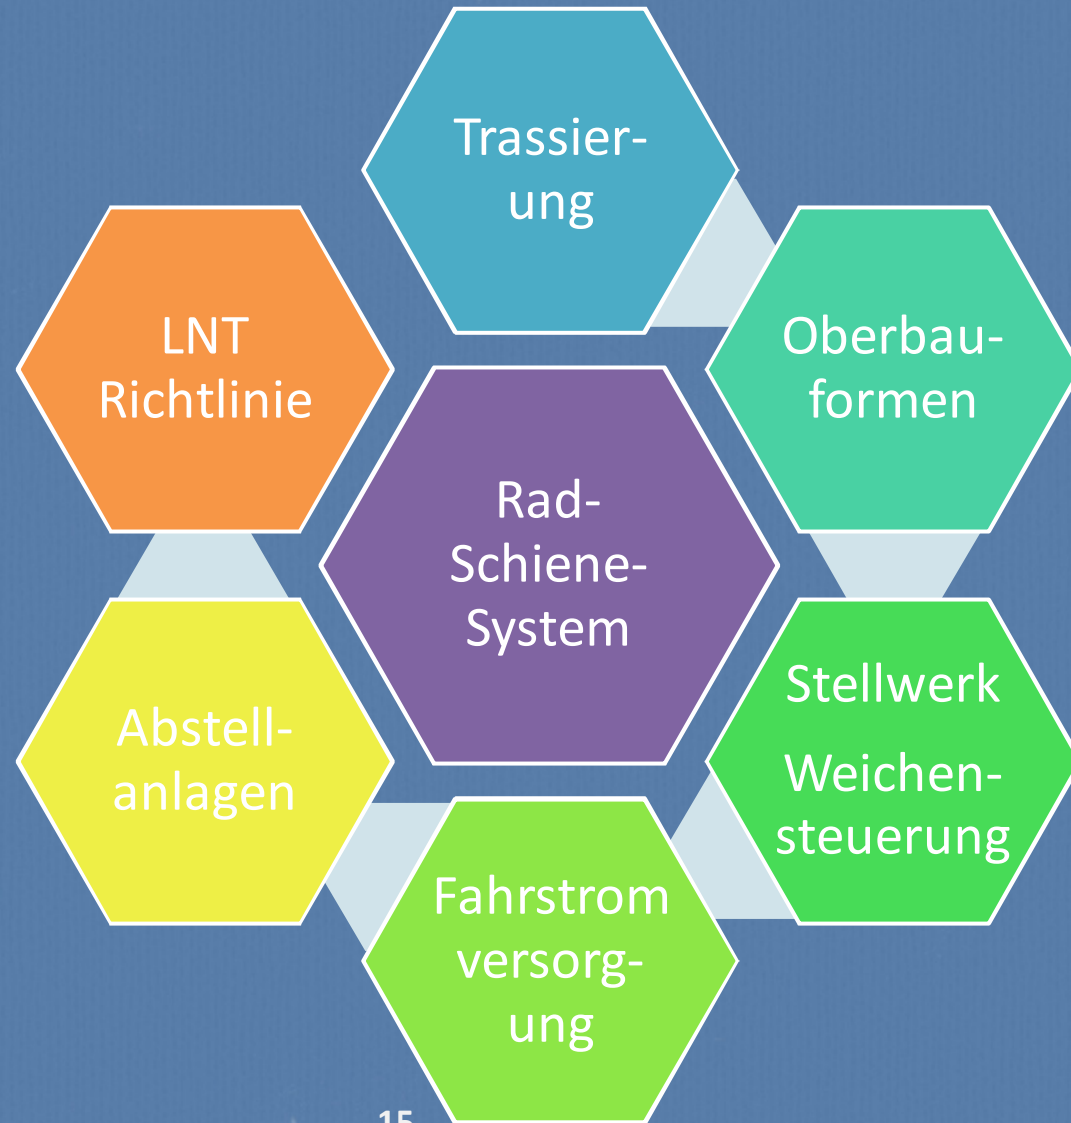 Trassier-
ung
LNT
Richtlinie
Oberbau-
formen
Rad-
Schiene-
System
Abstell-
anlagen
Stellwerk
Weichen-
steuerung
Fahrstrom
versorg-
ung
15